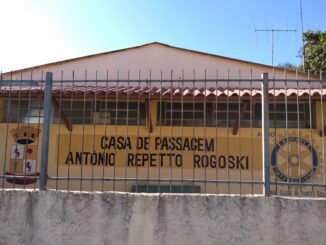 CASA DE PASSAGEM
ANTÔNIO REPETTO ROGOSKI